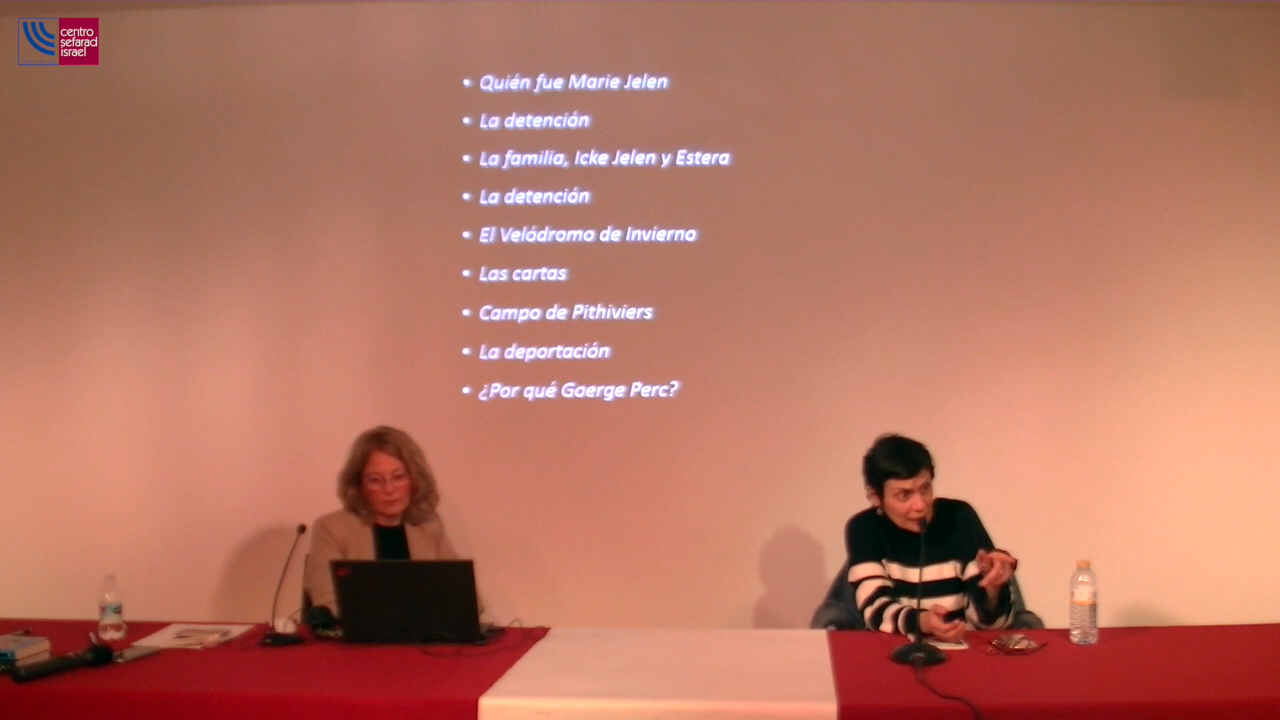 centro
sefarad
israel
• Quién fue Marie Jelen
• La detención
• La familia, Icke Jelen y Estera
• La detención
• El Velódromo de Invierno
• Las cartas
• Campo de Pithiviers
• La deportación
• ¿Por qué Goerge Perc?